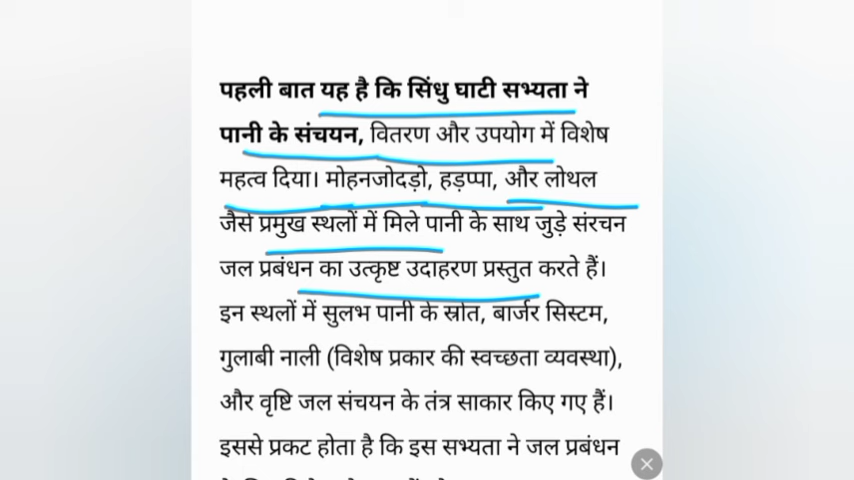 पहली बात यह है कि सिंधु घाटी सभ्यता ने
पानी के संचयन, वितरण और उपयोग में विशेष
महत्व दिया। मोहनजोदड़ो, हड़प्पा, और लोथल
जैसे प्रमुख स्थलों में मिले पानी के साथ जुड़े संरचन
जल प्रबंधन का उत्कृष्ट उदाहरण प्रस्तुत करते हैं।
इन स्थलों में सुलभ पानी के स्रोत, बार्जर सिस्टम,
गुलाबी नाली (विशेष प्रकार की स्वच्छता व्यवस्था),
और वृष्टि जल संचयन के तंत्र साकार किए गए हैं।
इससे प्रकट होता है कि इस सभ्यता ने जल प्रबंधन